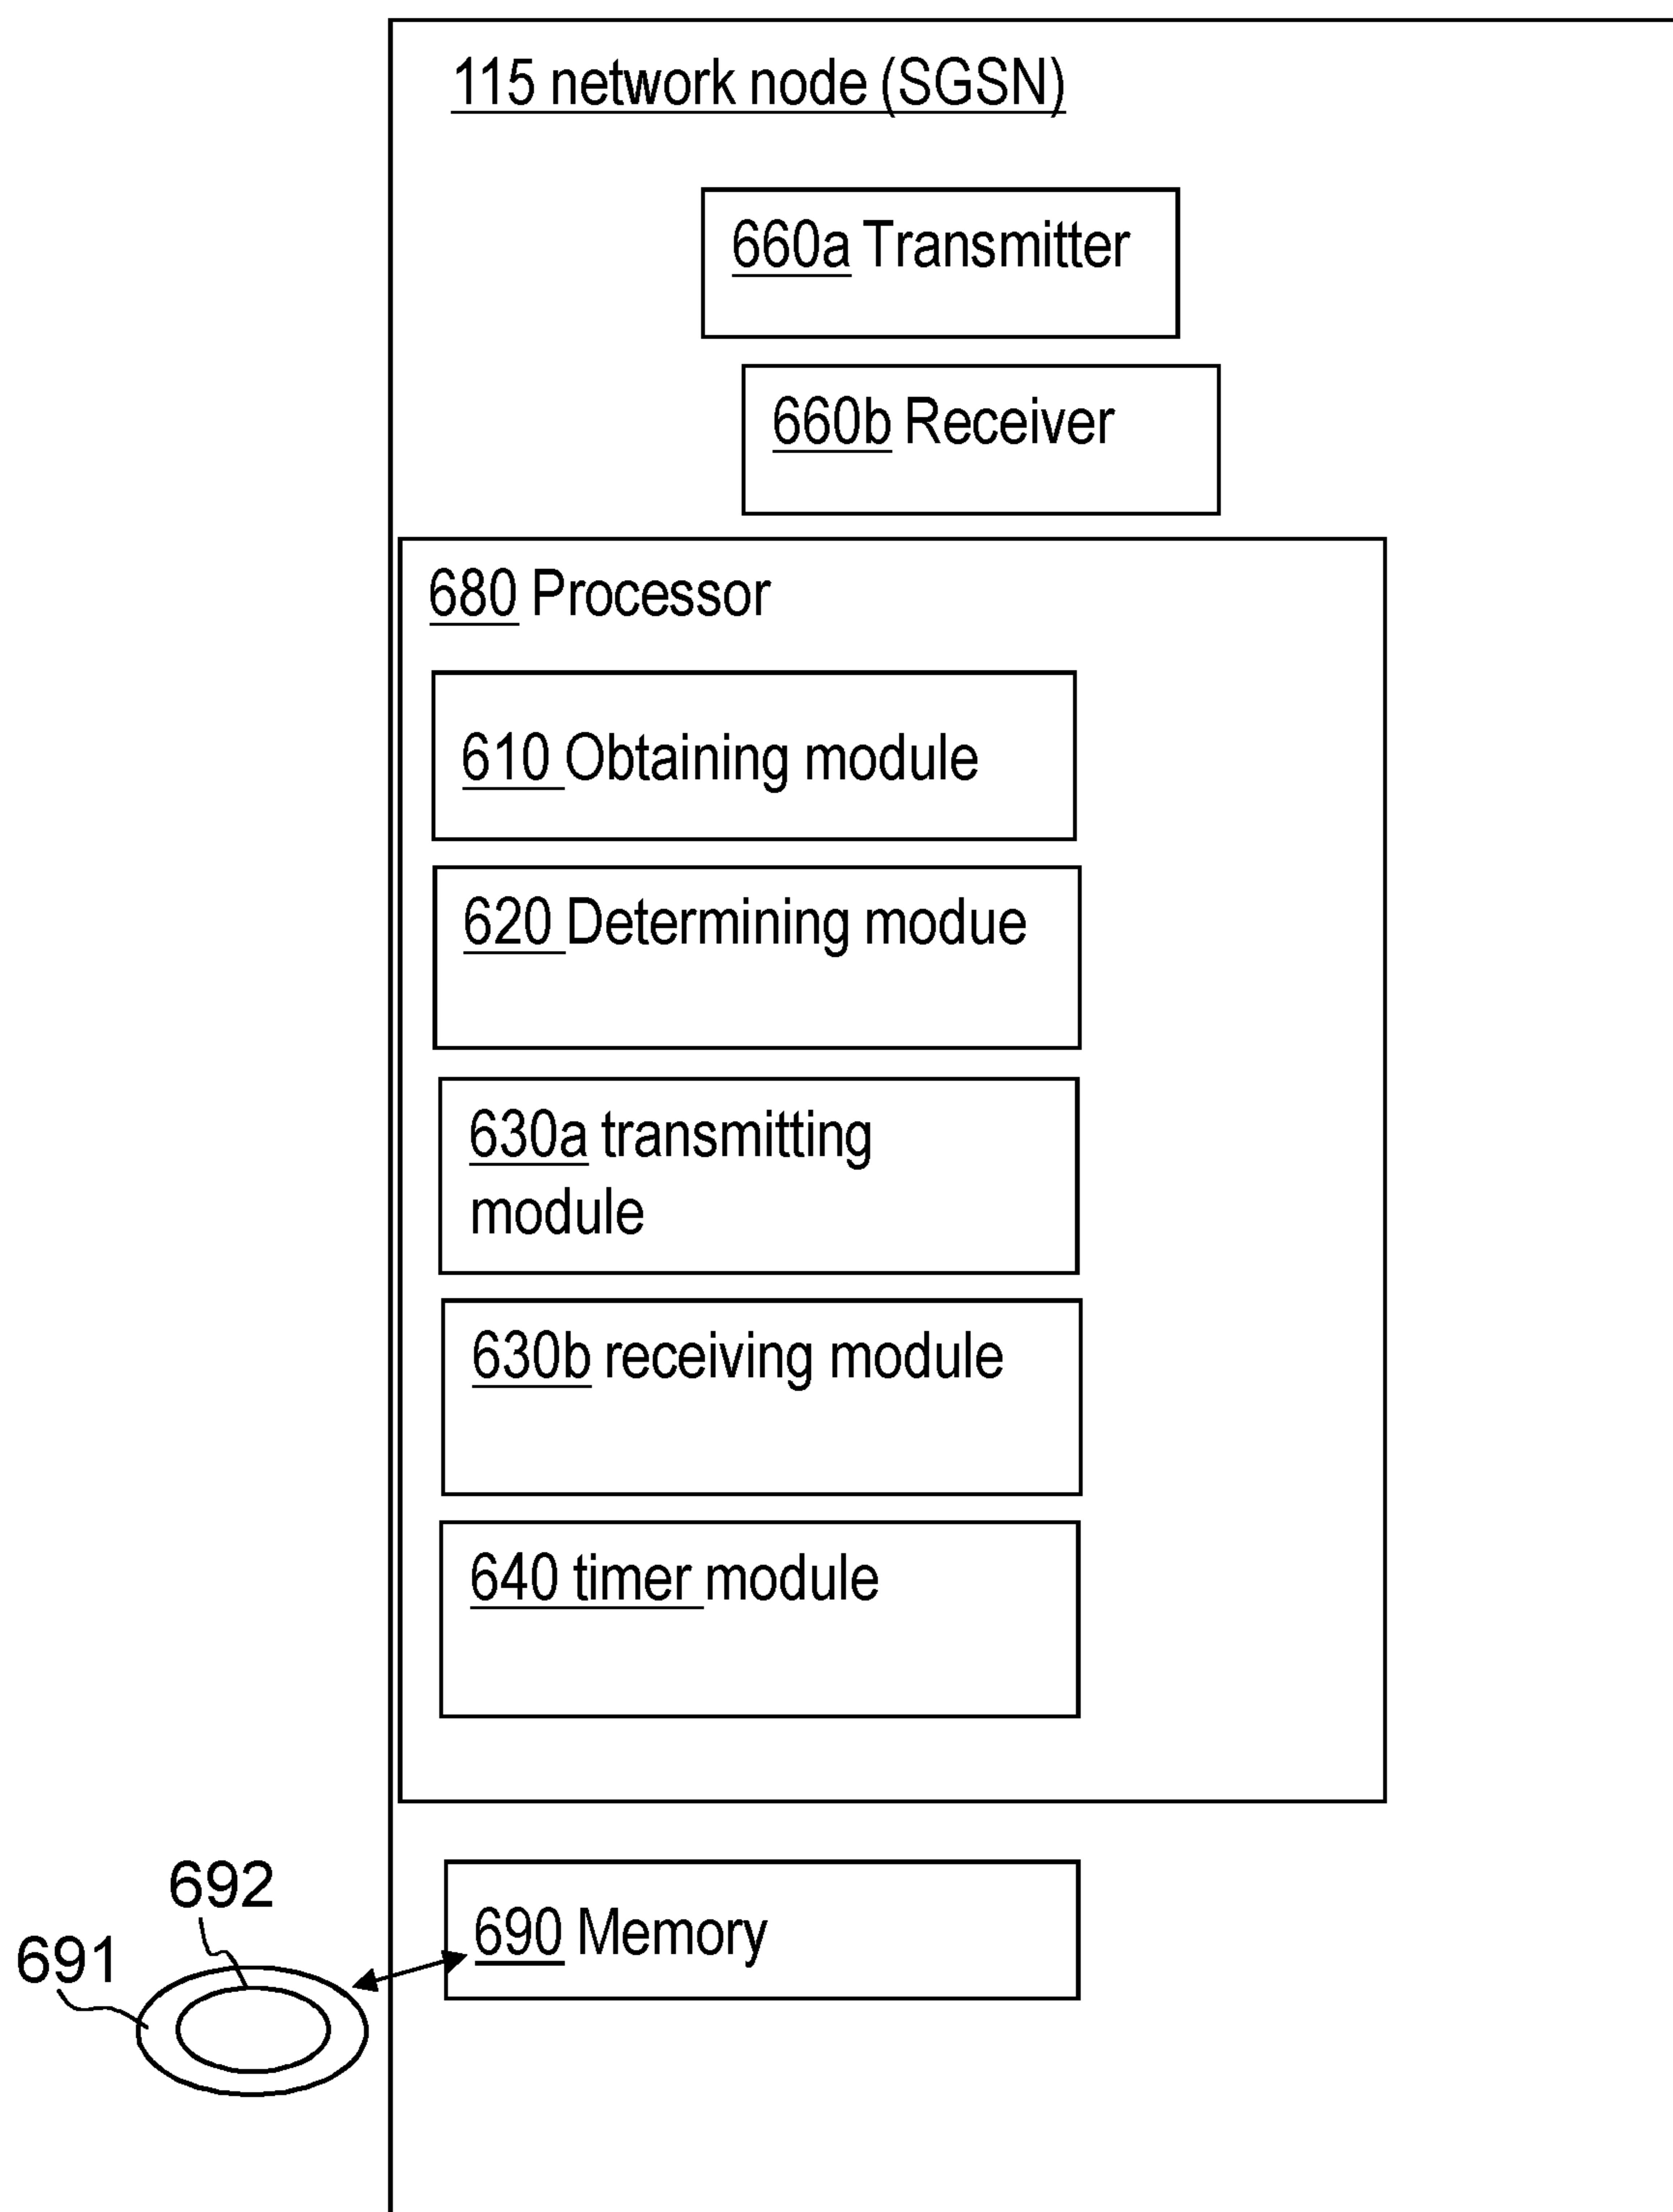 115 network node (SGSN)
660a Transmitter
660b Receiver
680 Processor
610 Obtaining module
620 Determining modue
630a transmitting
module
630b receiving module
640 timer module
692
690 Memory
691